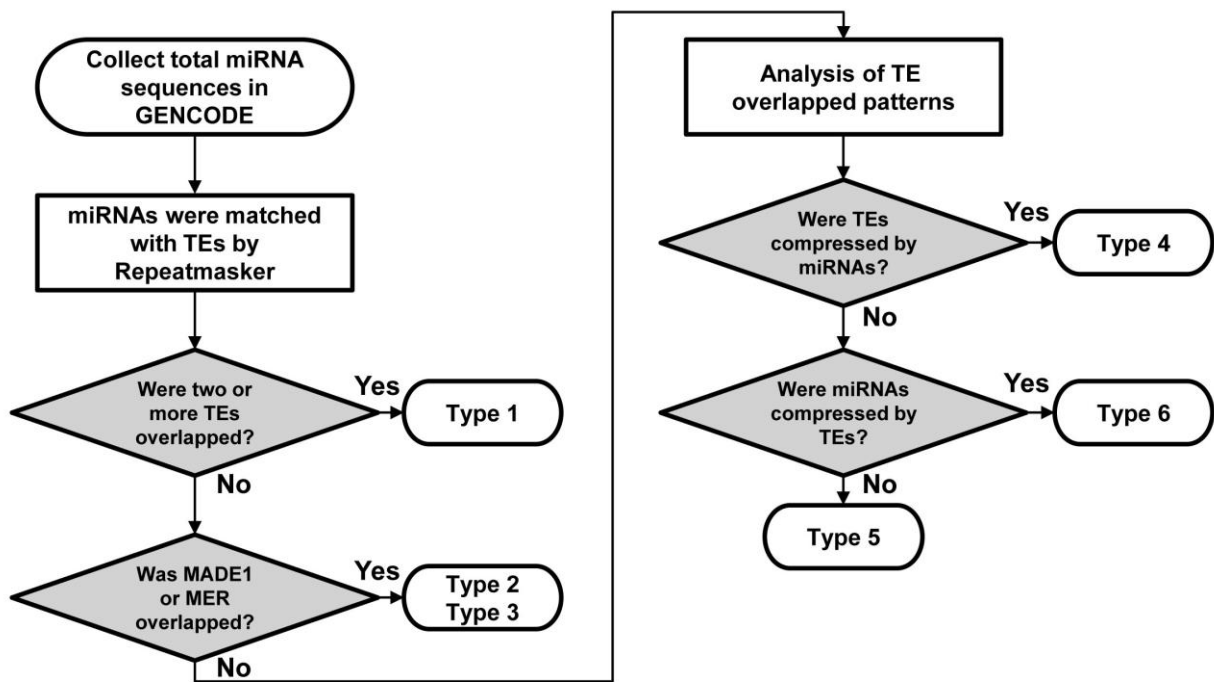 Collect total miRNA
sequences in
GENCODE
miRNAs were matched
with TEs by
Repeatmasker
Were two or
more TEs
overlapped?
Yes
Type 1
No
Was MADE1
or MER
overlapped?
Yes
Type 2
Type 3
No
Analysis of TE
overlapped patterns
Were TEs
compressed by
miRNAs?
Yes
Type 4
No
Were miRNAs
compressed by
TEs?
Yes
Type 6
No
Type 5